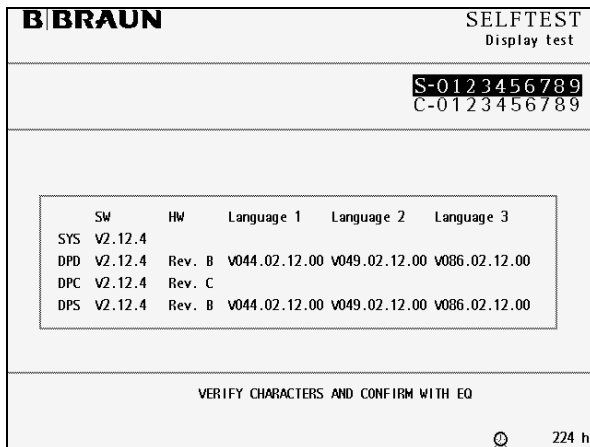 B|BRAUN
SELFTEST
Display test
S-0123456789
C-0123456789
SW HW Language 1 Language 2 Language 3
SYS V2.12.4
DPD V2.12.4 Rev. B V044.02.12.00 V049.02.12.00 V086.02.12.00
DPC V2.12.4 Rev. C
DPS V2.12.4 Rev. B V044.02.12.00 V049.02.12.00 V086.02.12.00
VERIFY CHARACTERS AND CONFIRM WITH EQ
224 h